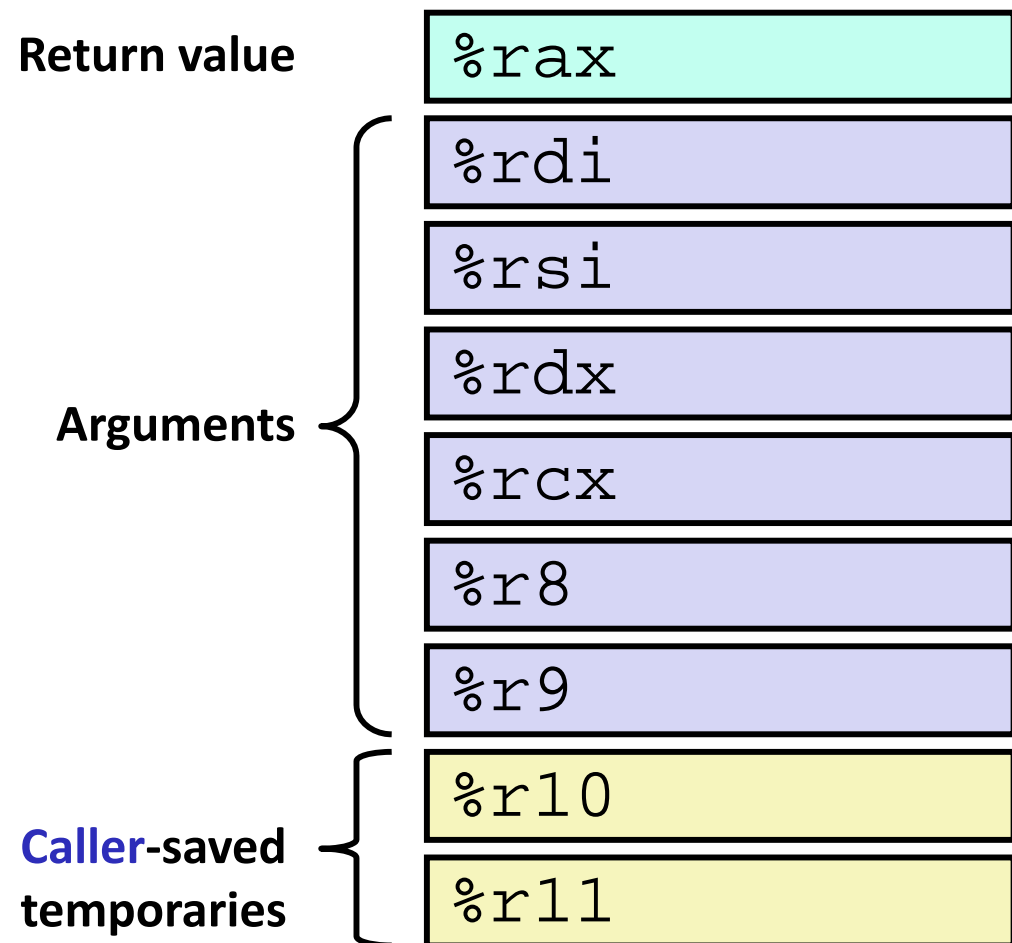 Return value
%rax
%rdi
%rsi
%rdx
Arguments
%rcx
%r8
%r9
%r10
Caller-saved
temporaries
%r11